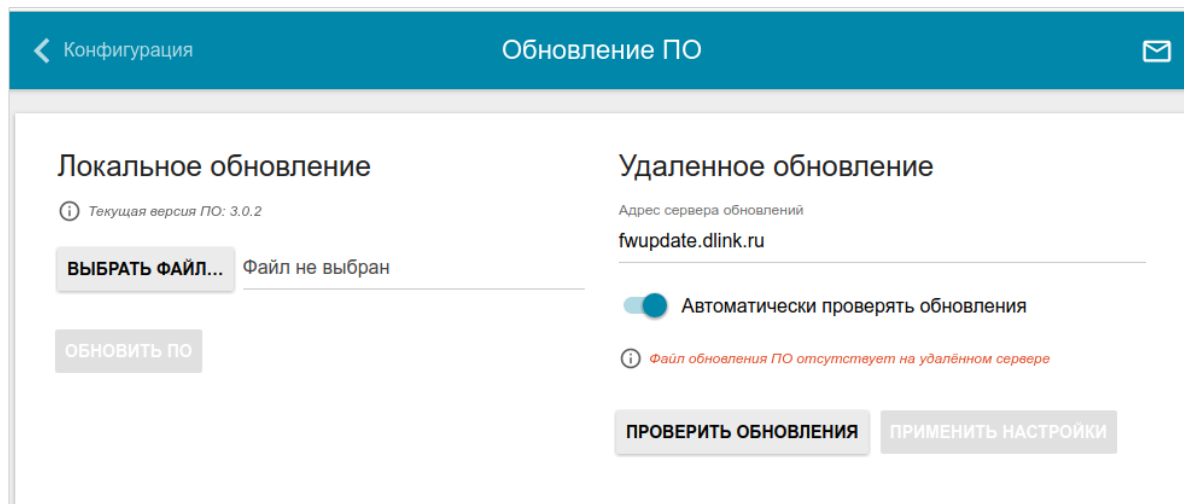 Конфигурация
Обновление ПО
Локальное обновление
Текущая версия ПО: 3.0.2
ВЫБРАТЬ ФАЙЛ...
Файл не выбран
ОБНОВИТЬ ПО
Удаленное обновление
Адрес сервера обновлений
fwupdate.dlink.ru
Автоматически проверять обновления
Файл обновления ПО отсутствует на удалённом сервере
ПРОВЕРИТЬ ОБНОВЛЕНИЯ
ПРИМЕНИТЬ НАСТРОЙКИ